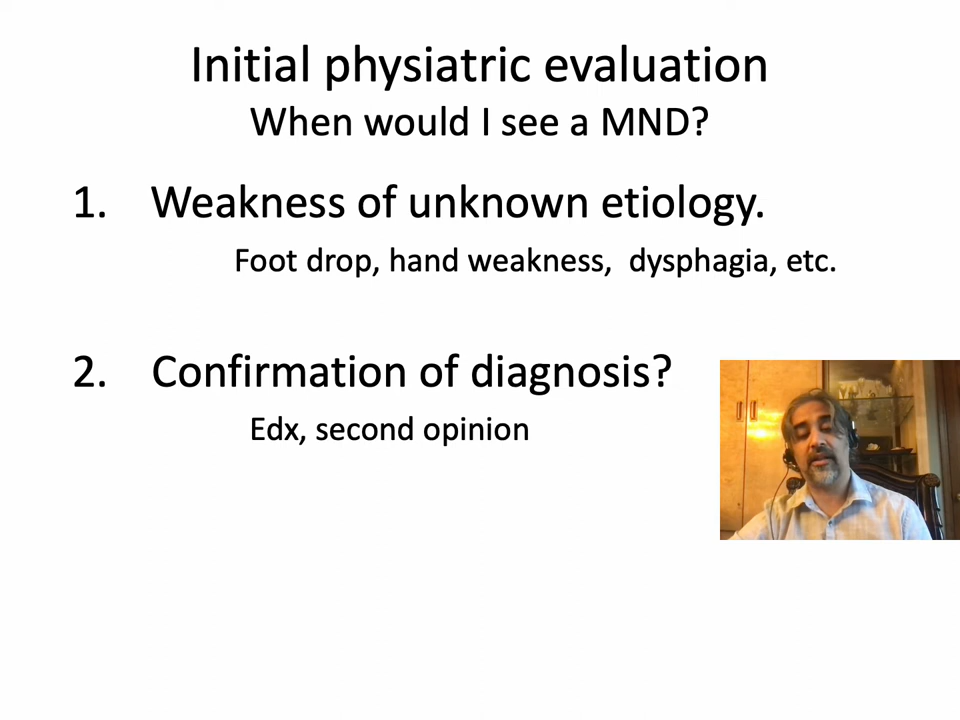 Initial physiatric evaluation
When would I see a MND?
1. Weakness of unknown etiology.
Foot drop, hand weakness, dysphagia, etc.
2. Confirmation of diagnosis?
Edx, second opinion